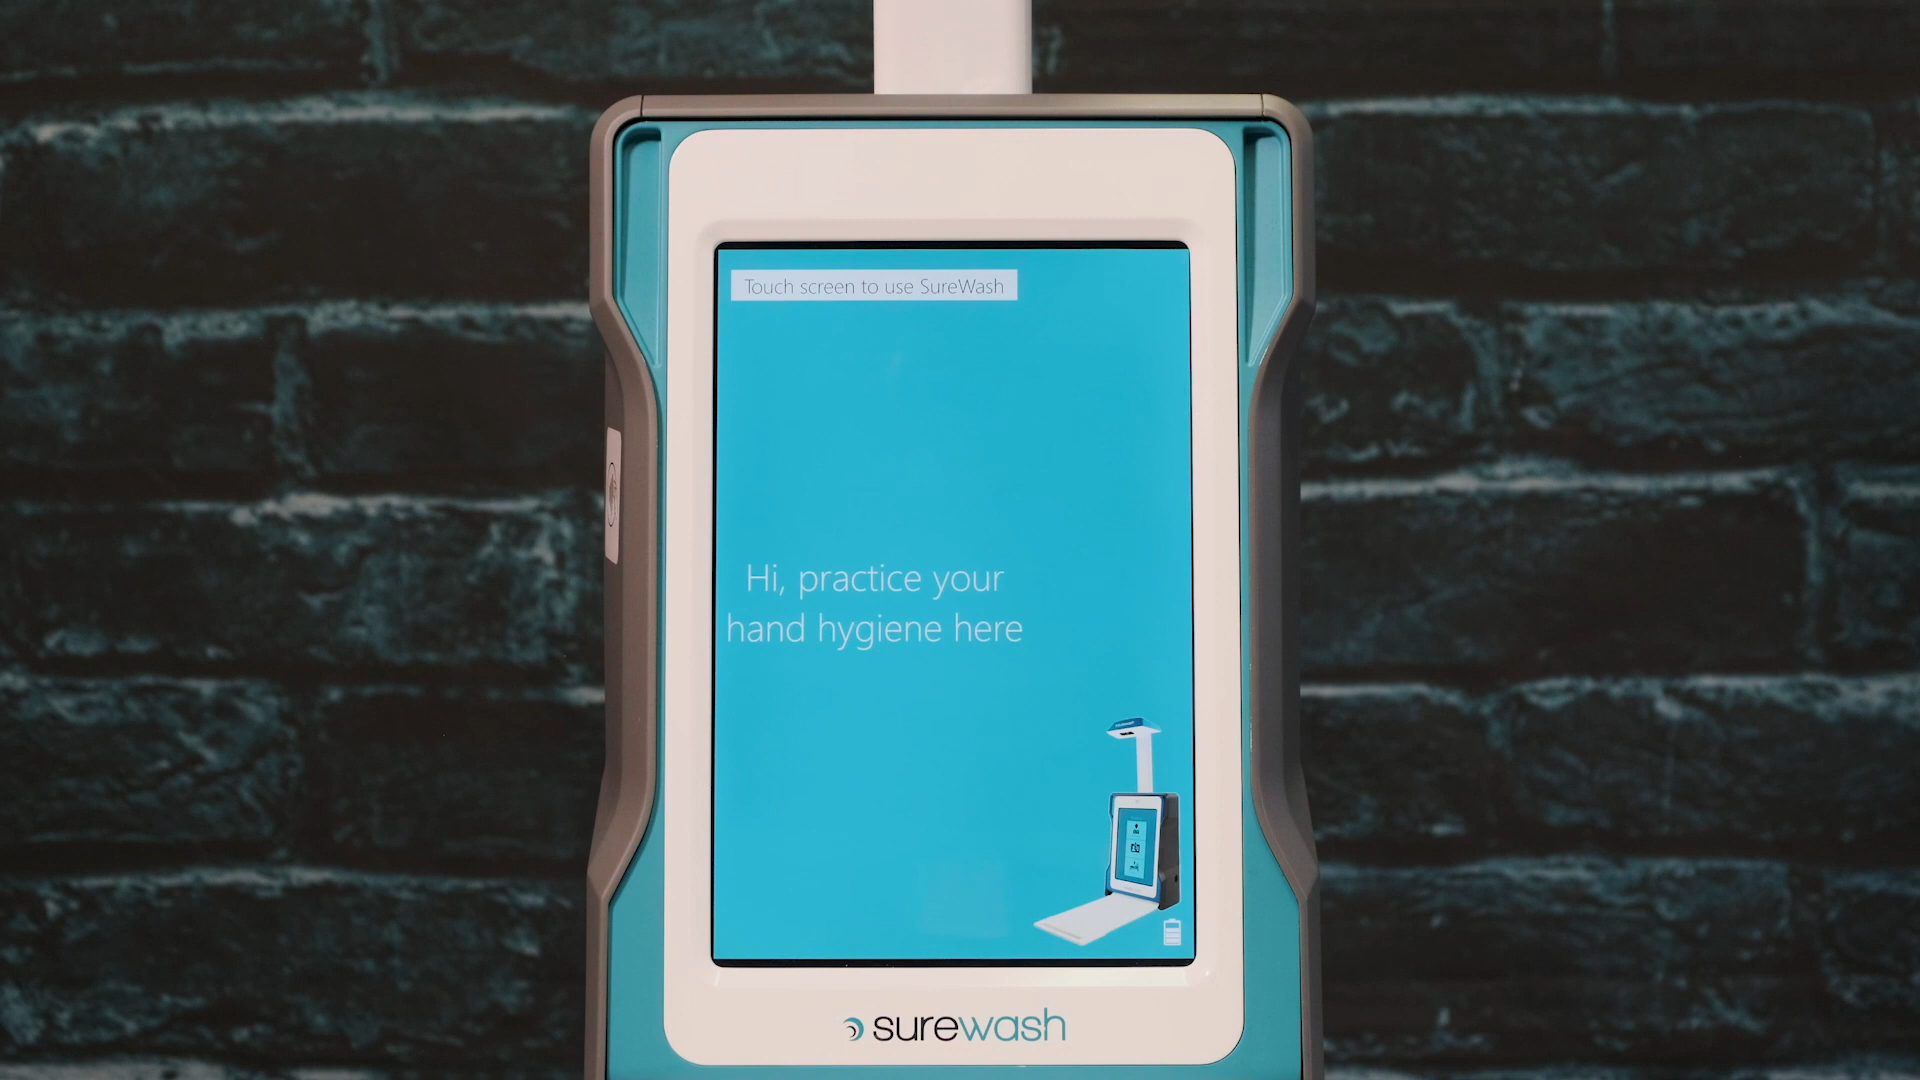 Touch screen to use SureWash
Hi, practice your
hand hygiene here
surewash